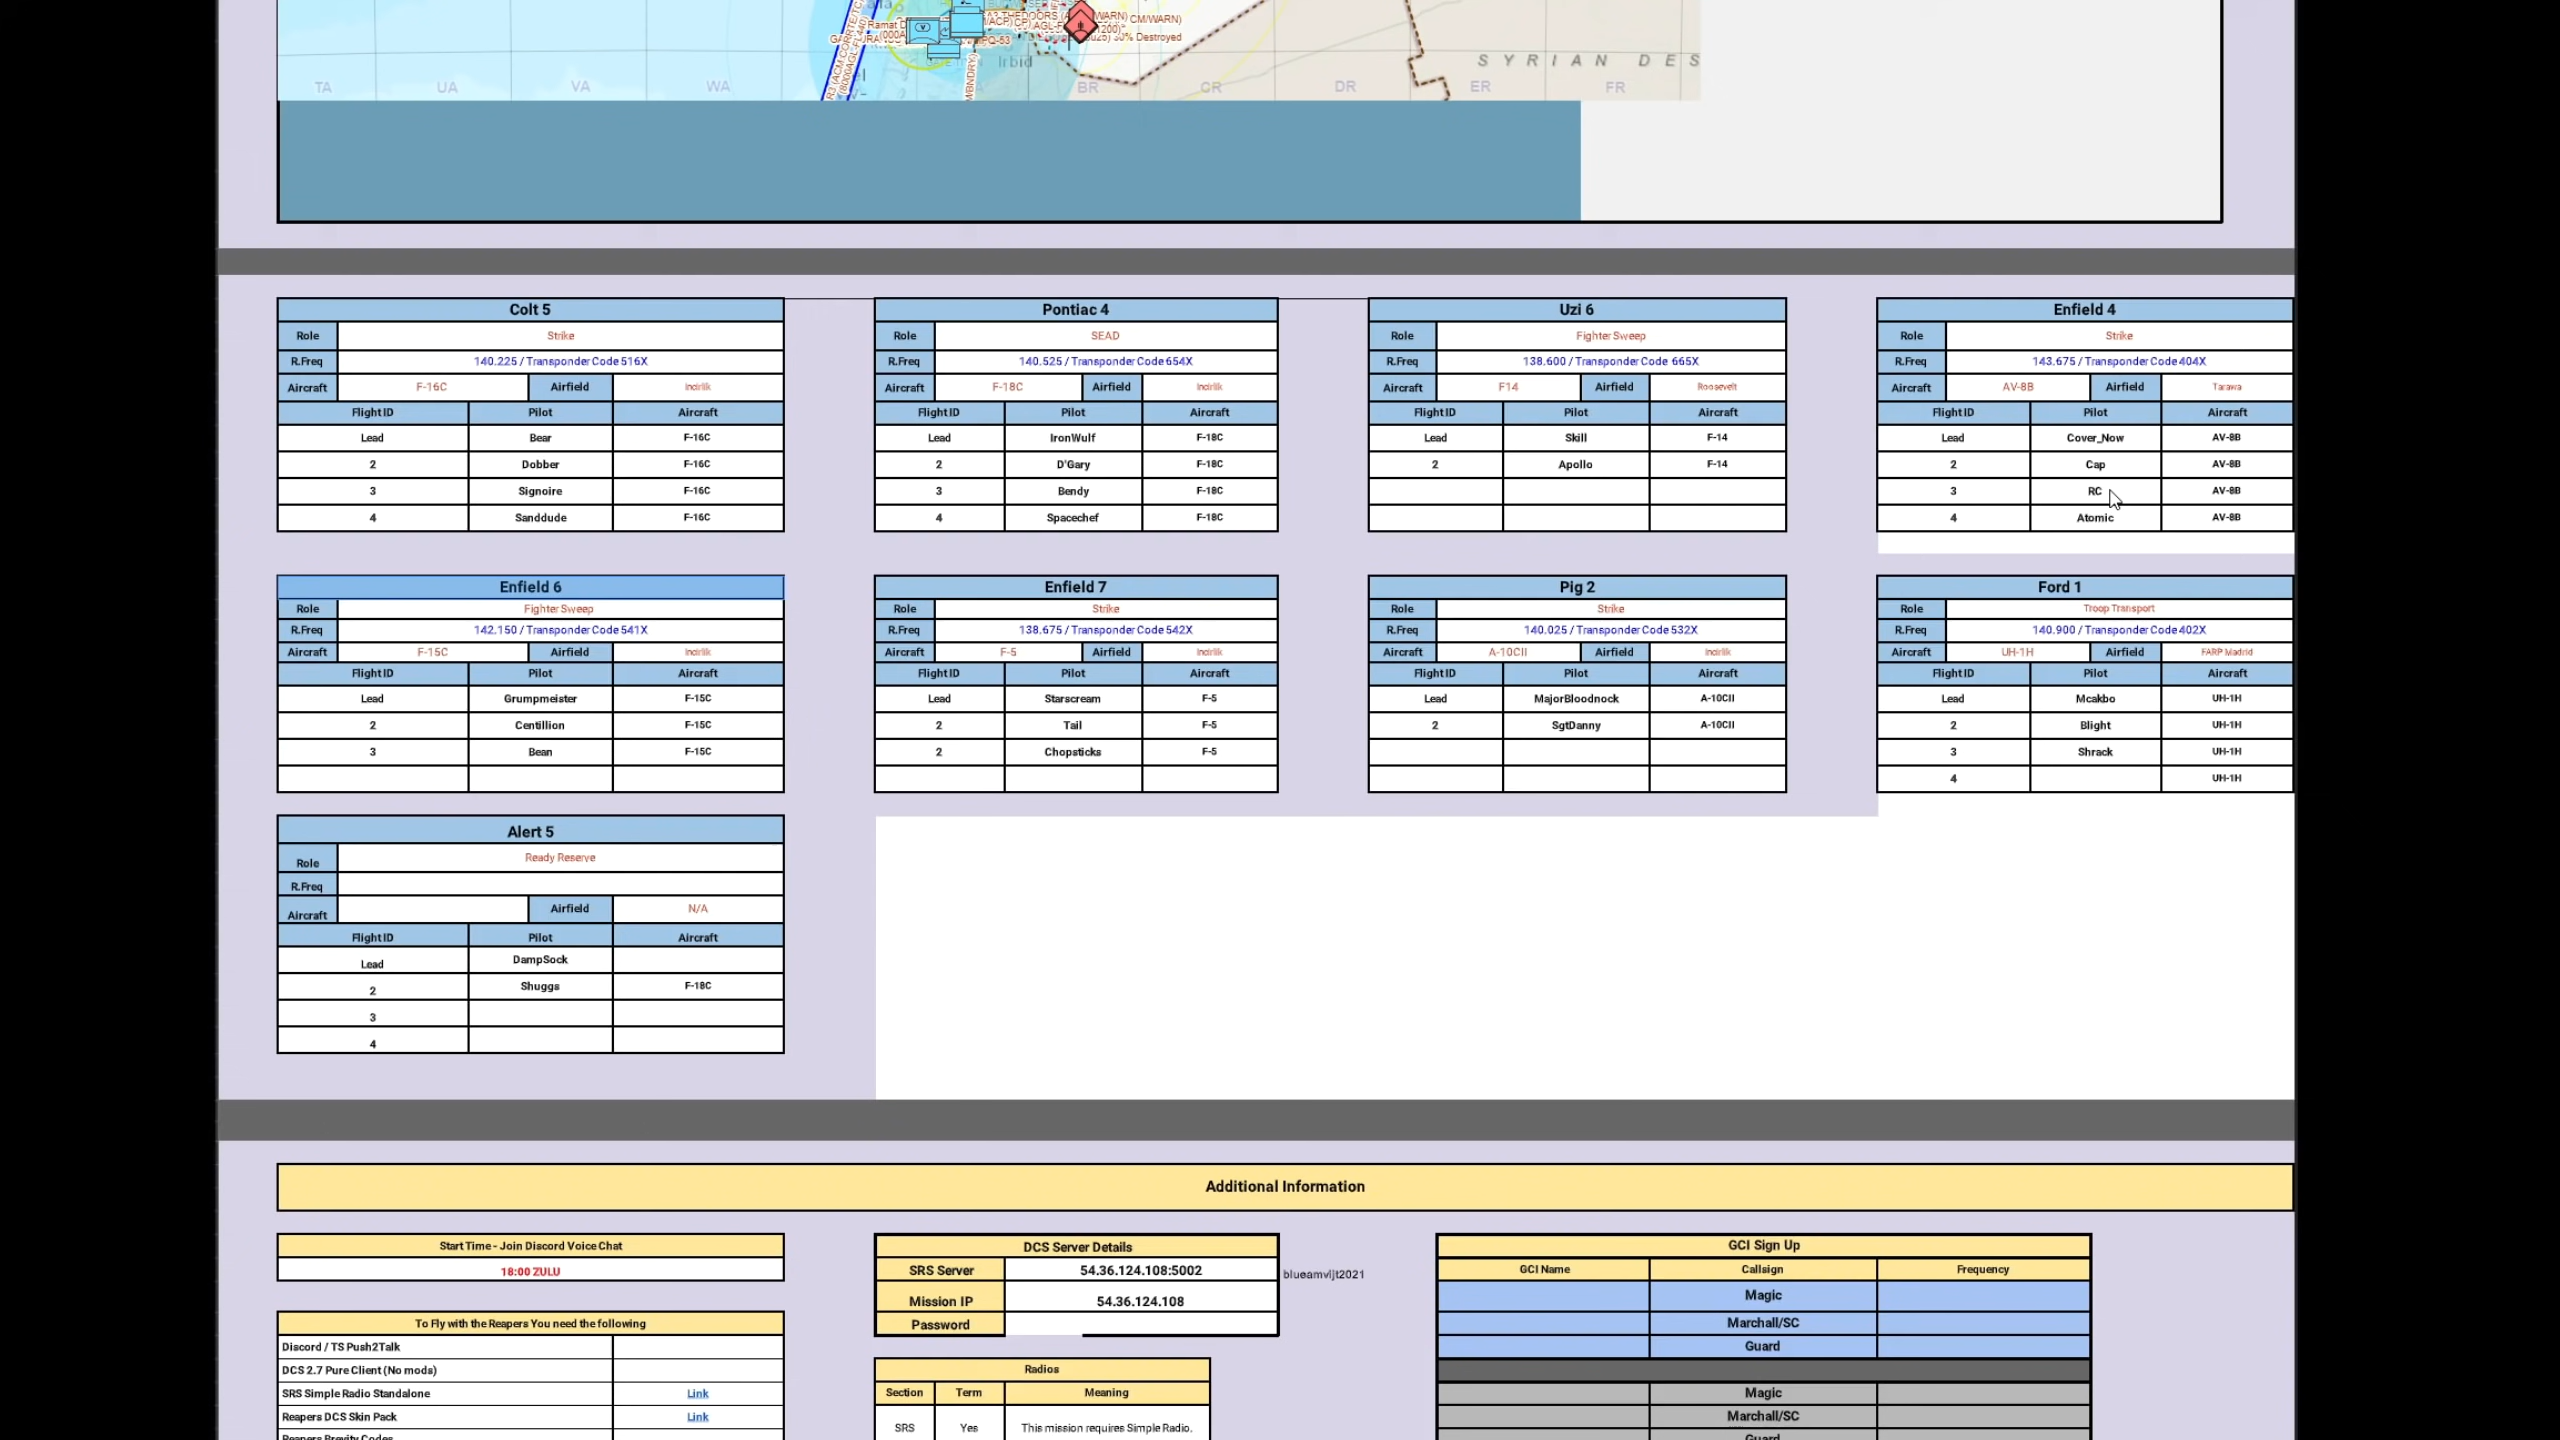 Irbid
SYRIAN DES
TA UA VA WA BR CR DR ER FR
Colt 5
Role Strike
R.Freq 140.225 / Transponder Code 516X
Aircraft F-16C Airfield Incirlik
Flight ID Pilot Aircraft
Lead Bear F-16C
2 Dobber F-16C
3 Signoire F-16C
4 Sanddude F-16C
Pontiac 4
Role SEAD
R.Freq 140.525 / Transponder Code 654X
Aircraft F-18C Airfield Incirlik
Flight ID Pilot Aircraft
Lead IronWulf F-18C
2 D'Gary F-18C
3 Bendy F-18C
4 Spacechef F-18C
Uzi 6
Role Fighter Sweep
R.Freq 138.600 / Transponder Code 665X
Aircraft F14 Airfield Roosevelt
Flight ID Pilot Aircraft
Lead Skill F-14
2 Apollo F-14
Enfield 4
Role Strike
R.Freq 143.675 / Transponder Code 404X
Aircraft AV-8B Airfield Tarawa
Flight ID Pilot Aircraft
Lead Cover_Now AV-8B
2 Cap AV-8B
3 RC AV-8B
4 Atomic AV-8B
Enfield 6
Role Fighter Sweep
R.Freq 142.150 / Transponder Code 541X
Aircraft F-15C Airfield Incirlik
Flight ID Pilot Aircraft
Lead Grumpmeister F-15C
2 Centillion F-15C
3 Bean F-15C
Enfield 7
Role Strike
R.Freq 138.675 / Transponder Code 542X
Aircraft F-5 Airfield Incirlik
Flight ID Pilot Aircraft
Lead Starscream F-5
2 Tail F-5
2 Chopsticks F-5
Pig 2
Role Strike
R.Freq 140.025 / Transponder Code 532X
Aircraft A-10CII Airfield Incirlik
Flight ID Pilot Aircraft
Lead MajorBloodnock A-10CII
2 SgtDanny A-10CII
Ford 1
Role Troop Transport
R.Freq 140.900 / Transponder Code 402X
Aircraft UH-1H Airfield FARP Madrid
Flight ID Pilot Aircraft
Lead Mcakbo UH-1H
2 Blight UH-1H
3 Shrack UH-1H
4 UH-1H
Alert 5
Role Ready Reserve
R.Freq
Aircraft Airfield N/A
Flight ID Pilot Aircraft
Lead DampSock
2 Shuggs F-18C
3
4
Additional Information
Start Time - Join Discord Voice Chat
18:00 ZULU
To Fly with the Reapers You need the following
Discord / TS Push2Talk
DCS 2.7 Pure Client (No mods)
SRS Simple Radio Standalone Link
Reapers DCS Skin Pack Link
Reapers Brevity Codes
DCS Server Details
SRS Server 54.36.124.108:5002 blueamvijt2021
Mission IP 54.36.124.108
Password
Radios
Section Term Meaning
SRS Yes This mission requires Simple Radio.
GCI Sign Up
GCI Name Callsign Frequency
Magic
Marchall/SC
Guard
Magic
Marchall/SC
Guard